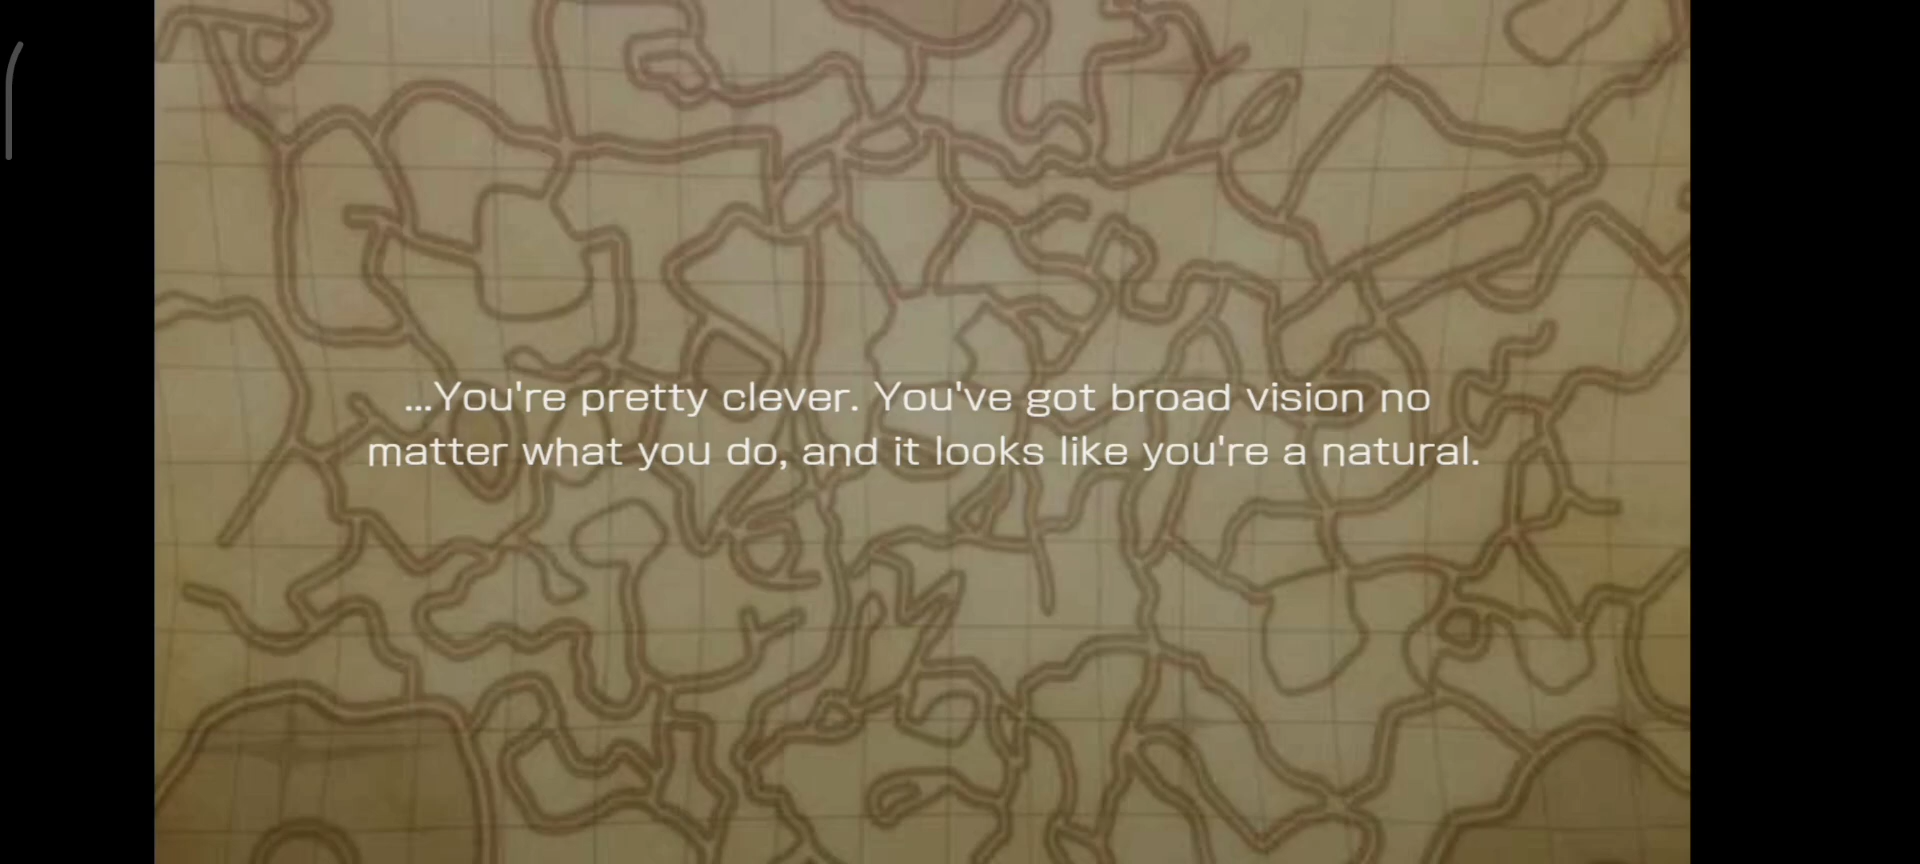 ...You're pretty clever. You've got broad vision no
matter what you do, and it looks like you're a natural.